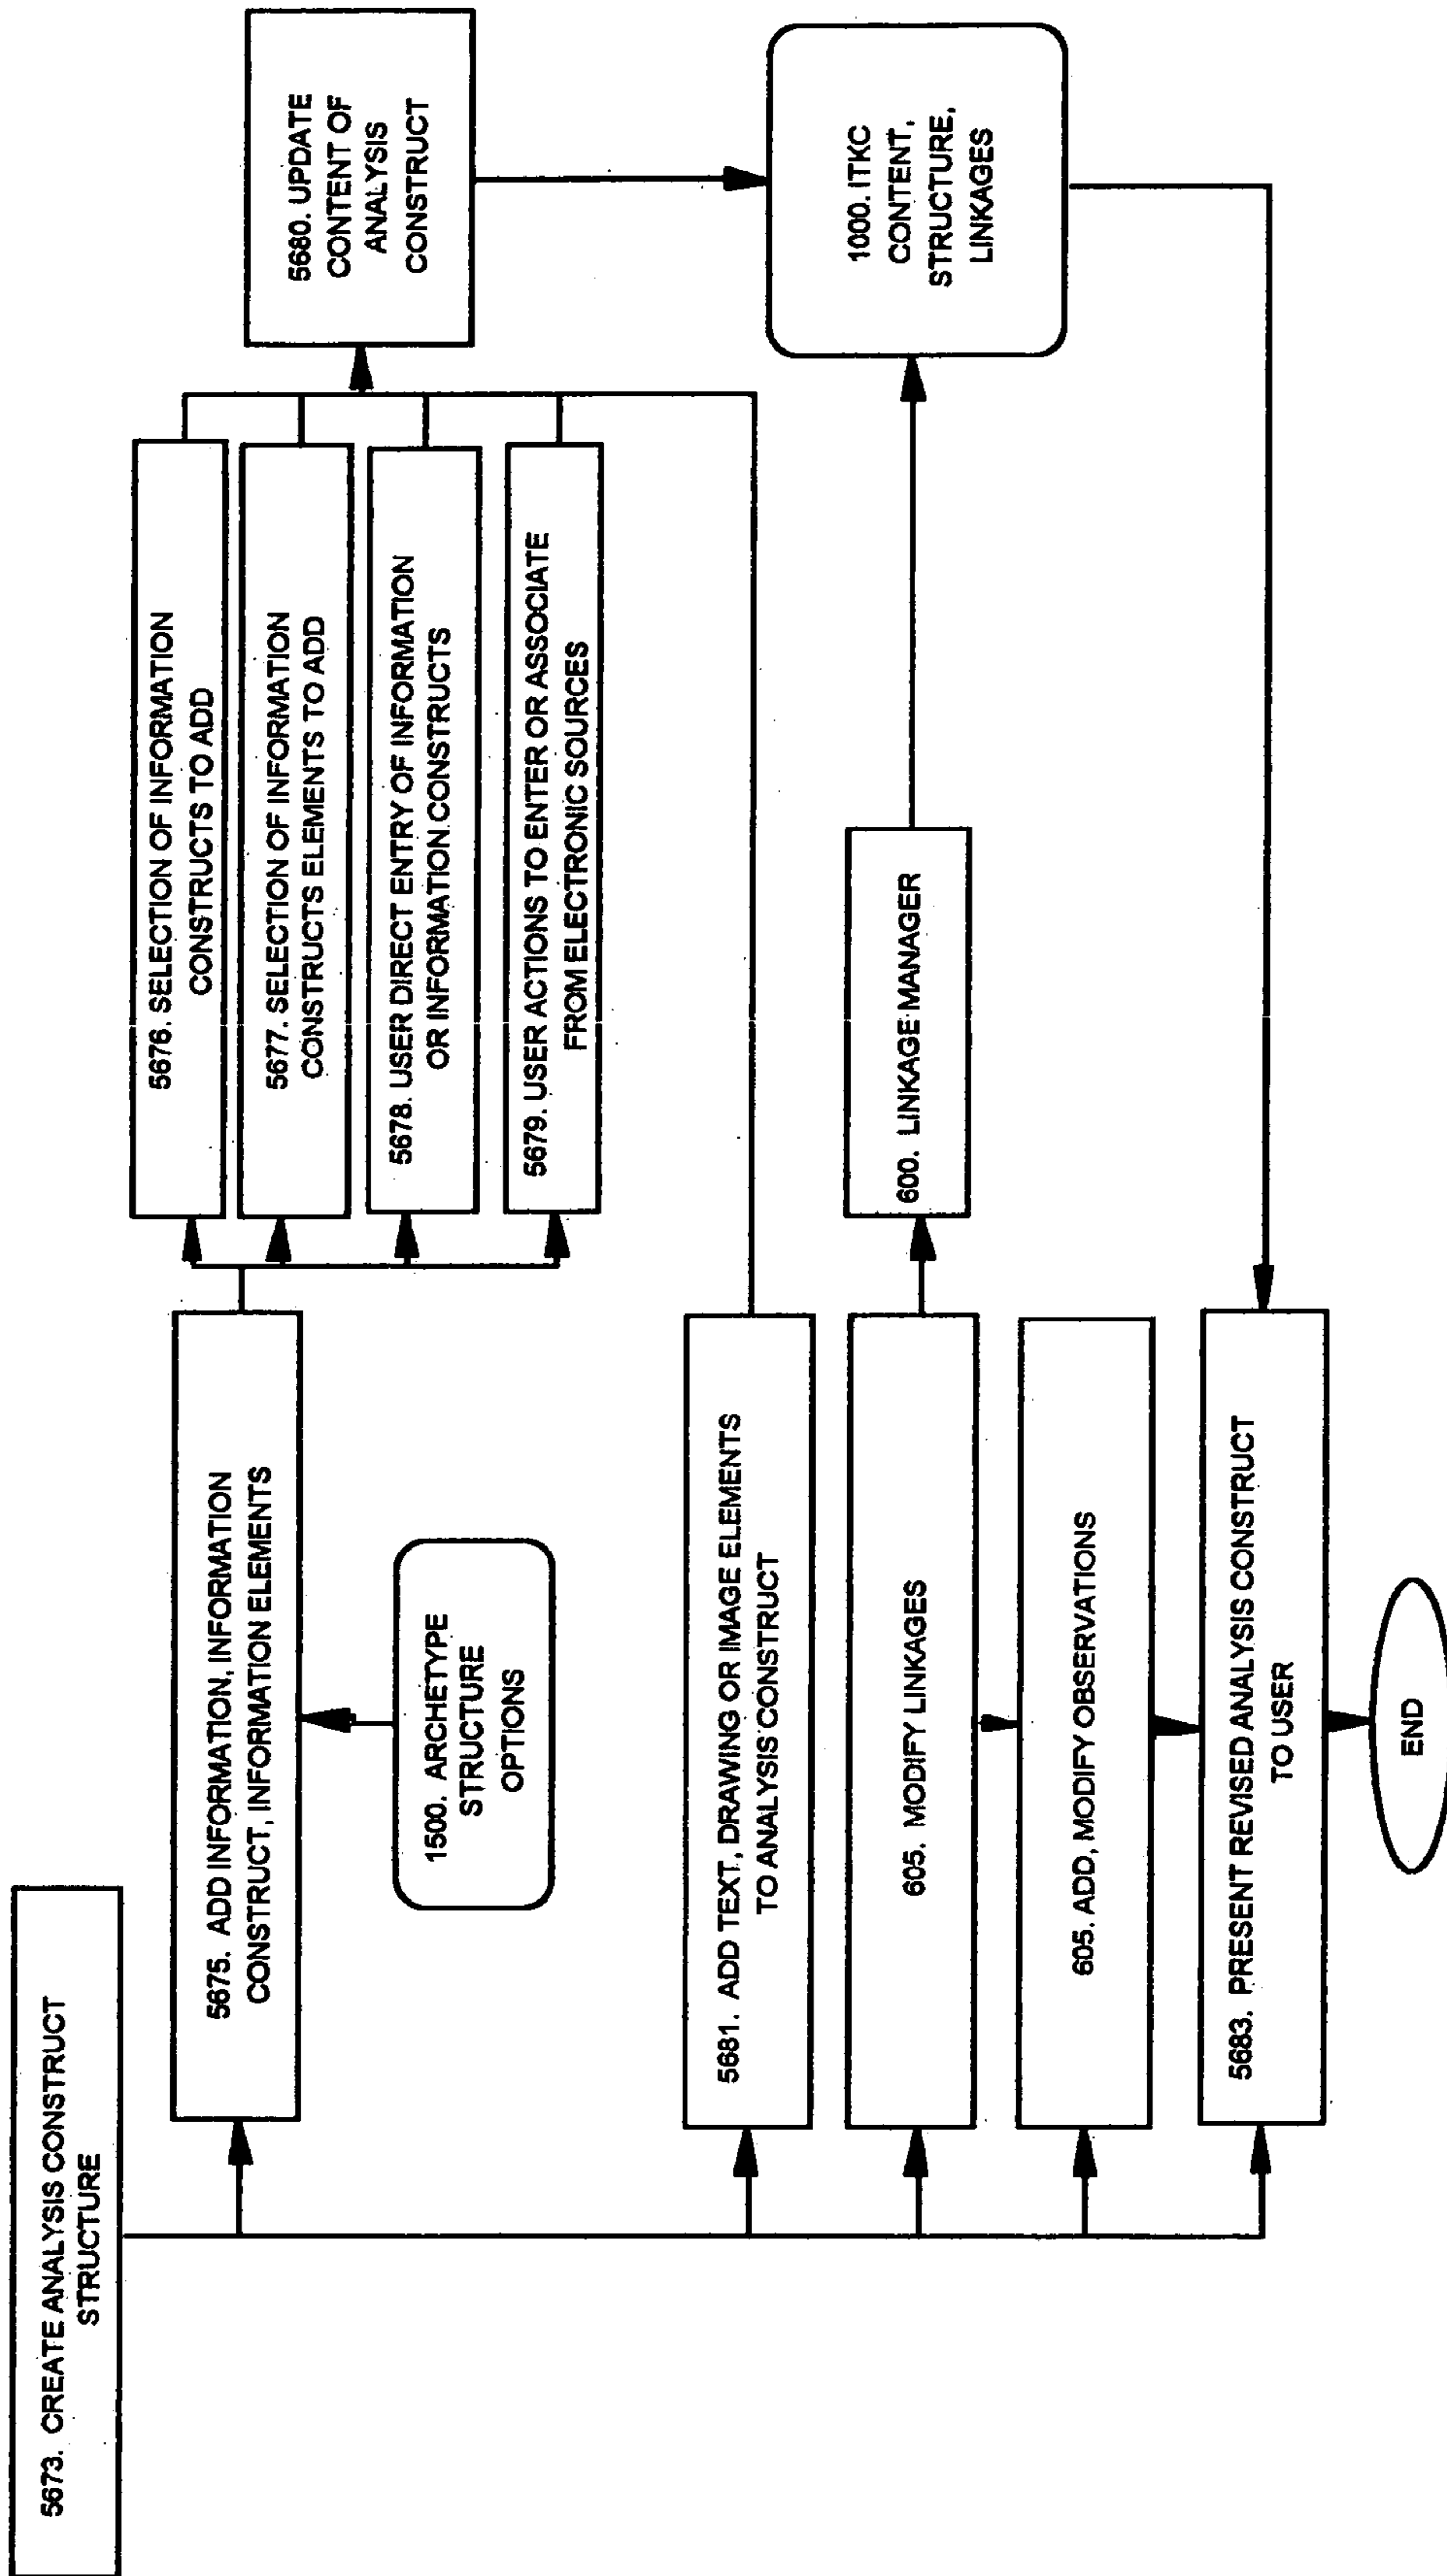 5673. CREATE ANALYSIS CONSTRUCT
STRUCTURE
5675. ADD INFORMATION, INFORMATION
CONSTRUCT, INFORMATION ELEMENTS
1500. ARCHETYPE
STRUCTURE
OPTIONS
5676. SELECTION OF INFORMATION
CONSTRUCTS TO ADD
5677. SELECTION OF INFORMATION
CONSTRUCTS ELEMENTS TO ADD
5678. USER DIRECT ENTRY OF INFORMATION
OR INFORMATION CONSTRUCTS
5679. USER ACTIONS TO ENTER OR ASSOCIATE
FROM ELECTRONIC SOURCES
5680. UPDATE
CONTENT OF
ANALYSIS
CONSTRUCT
5681. ADD TEXT, DRAWING OR IMAGE ELEMENTS
TO ANALYSIS CONSTRUCT
605. MODIFY LINKAGES
600. LINKAGE MANAGER
1000. ITKC
CONTENT,
STRUCTURE,
LINKAGES
605. ADD, MODIFY OBSERVATIONS
5683. PRESENT REVISED ANALYSIS CONSTRUCT
TO USER
END